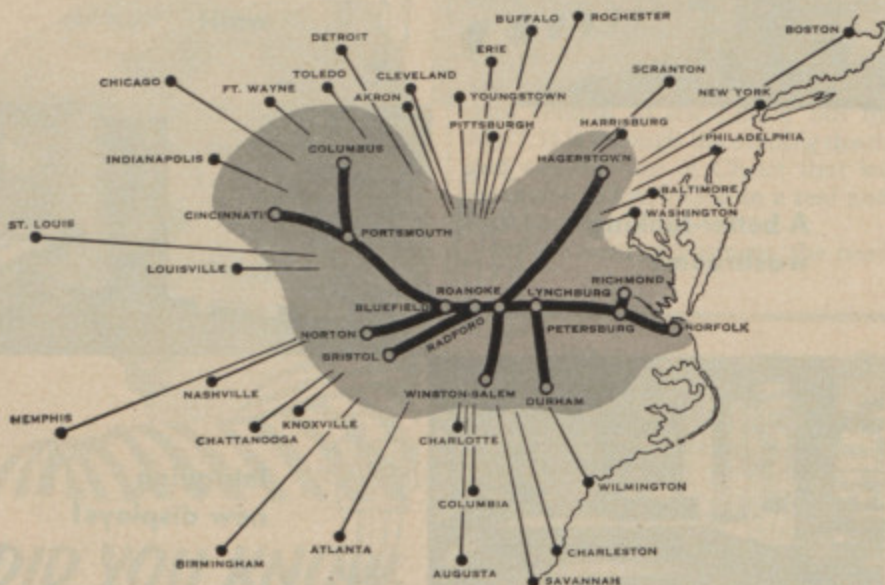 BUFFALO
ROCHESTER
BOSTON
DETROIT
ERIE
SCRANTON
CHICAGO
TOLEDO
CLEVELAND
FT. WAYNE
AKRON
YOUNGSTOWN
NEW YORK
PITTSBURGH
HARRISBURG
PHILADELPHIA
INDIANAPOLIS
COLUMBUS
HAGERSTOWN
BALTIMORE
WASHINGTON
CINCINNATI
ST. LOUIS
PORTSMOUTH
LOUISVILLE
RICHMOND
ROANOKE
LYNCHBURG
BLUEFIELD
RADFORD
PETERSBURG
NORFOLK
NORTON
BRISTOL
NASHVILLE
WINSTON-SALEM
DURHAM
MEMPHIS
KNOXVILLE
CHATTANOOGA
CHARLOTTE
WILMINGTON
COLUMBIA
ATLANTA
CHARLESTON
BIRMINGHAM
AUGUSTA
SAVANNAH